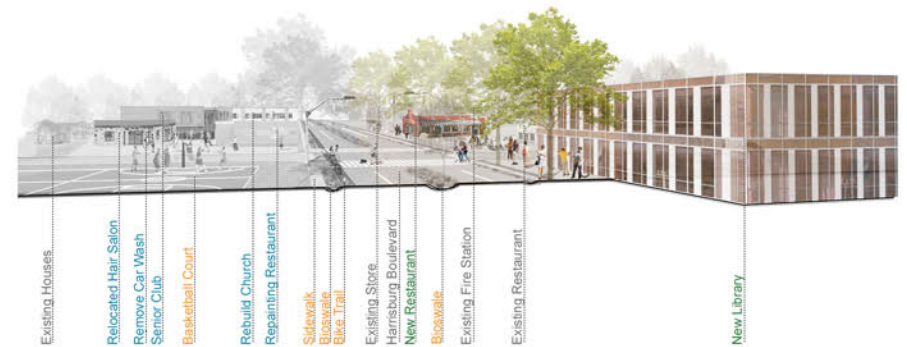 Existing Houses
Relocated Hair Salon
Remove Car Wash
Senior Club
Basketball Court
Rebuild Church
Repainting Restaurant
Sidewalk
Bioswale
Bike Trail
Existing Store
Harrisburg Boulevard
New Restaurant
Bioswale
Existing Fire Station
Existing Restaurant
New Library